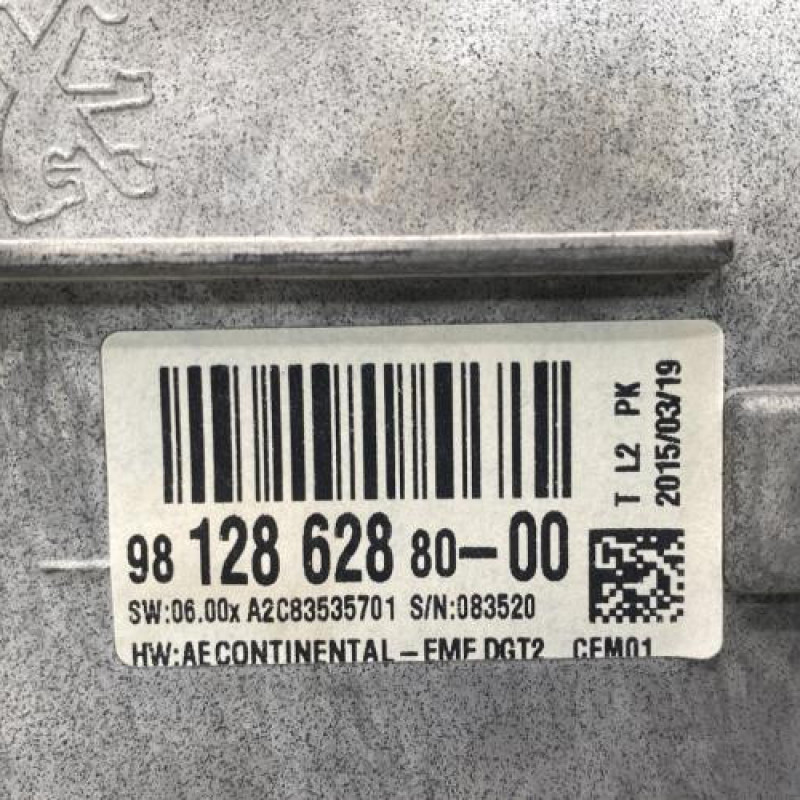 98 128 628 80-00
SW:06.00x A2C83535701 S/N:083520
HW:AE CONTINENTAL-EMF DGT2 CEM01
T L2 PK
2015/03/19